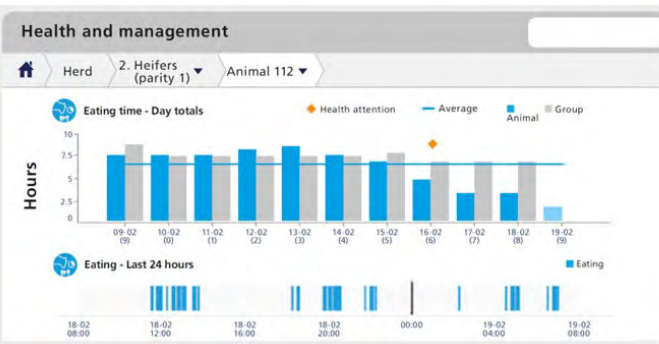 Health and management
Herd
2. Heifers
(parity 1)
Animal 112
Eating time - Day totals
Health attention
Average
Animal
Group
Hours
10
7.5
5
2.5
0
09-02 10-02 11-02 12-02 13-02 14-02 15-02 16-02 17-02 18-02 19-02
(9) (0) (1) (2) (3) (4) (5) (6) (7) (8) (9)
Eating - Last 24 hours
Eating
18-02 18-02 18-02 18-02 00:00 19-02 19-02
08:00 12:00 16:00 20:00 04:00 08:00